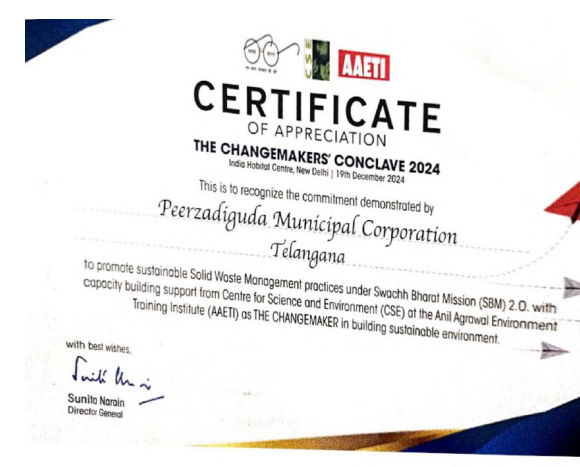 CSE
AAETI
CERTIFICATE
OF APPRECIATION
THE CHANGEMAKERS' CONCLAVE 2024
India Habitat Centre, New Delhi | 19th December 2024
This is to recognize the commitment demonstrated by
Peerzadiguda Municipal Corporation
Telangana
to promote sustainable Solid Waste Management practices under Swachh Bharat Mission (SBM) 2.0. with
capacity building support from Centre for Science and Environment (CSE) at the Anil Agrawal Environment
Training Institute (AAETI) as THE CHANGEMAKER in building sustainable environment.
with best wishes,
Sunita Narain
Director General